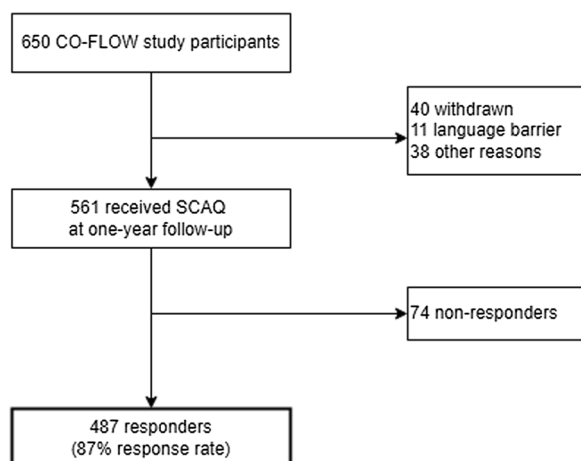 650 CO-FLOW study participants
40 withdrawn
11 language barrier
38 other reasons
561 received SCAQ
at one-year follow-up
74 non-responders
487 responders
(87% response rate)